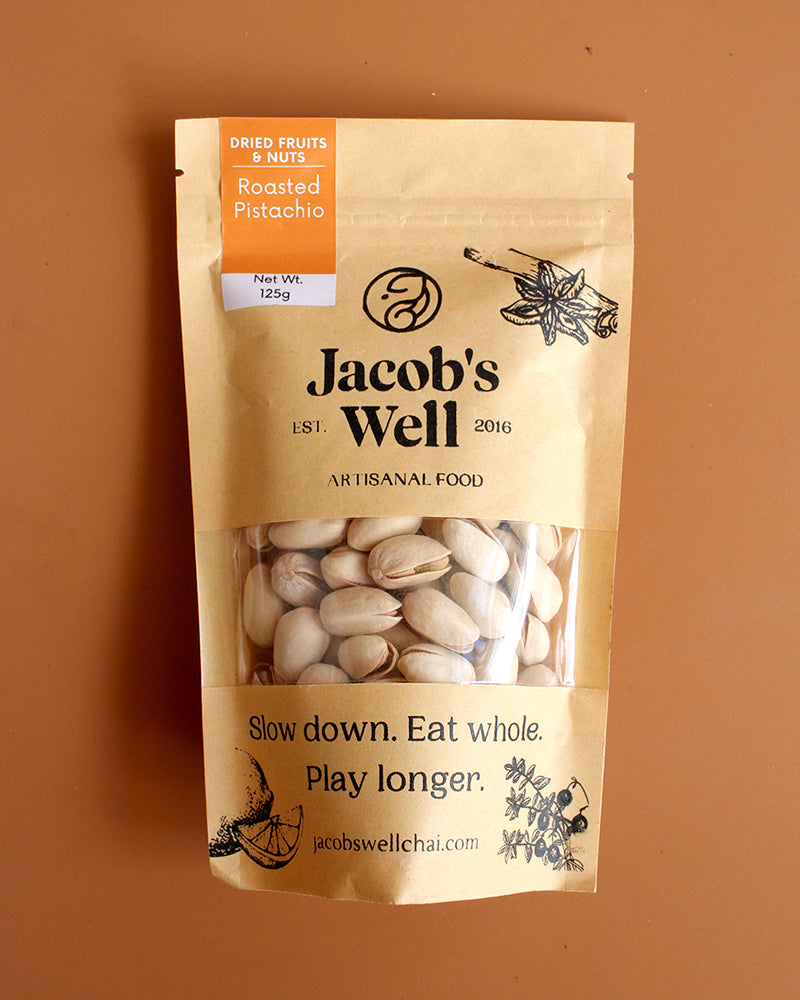 DRIED FRUITS
& NUTS
Roasted
Pistachio
Net Wt.
125g
Jacob's
EST. Well 2016
ARTISANAL FOOD
Slow down. Eat whole.
Play longer.
jacobswellchai.com